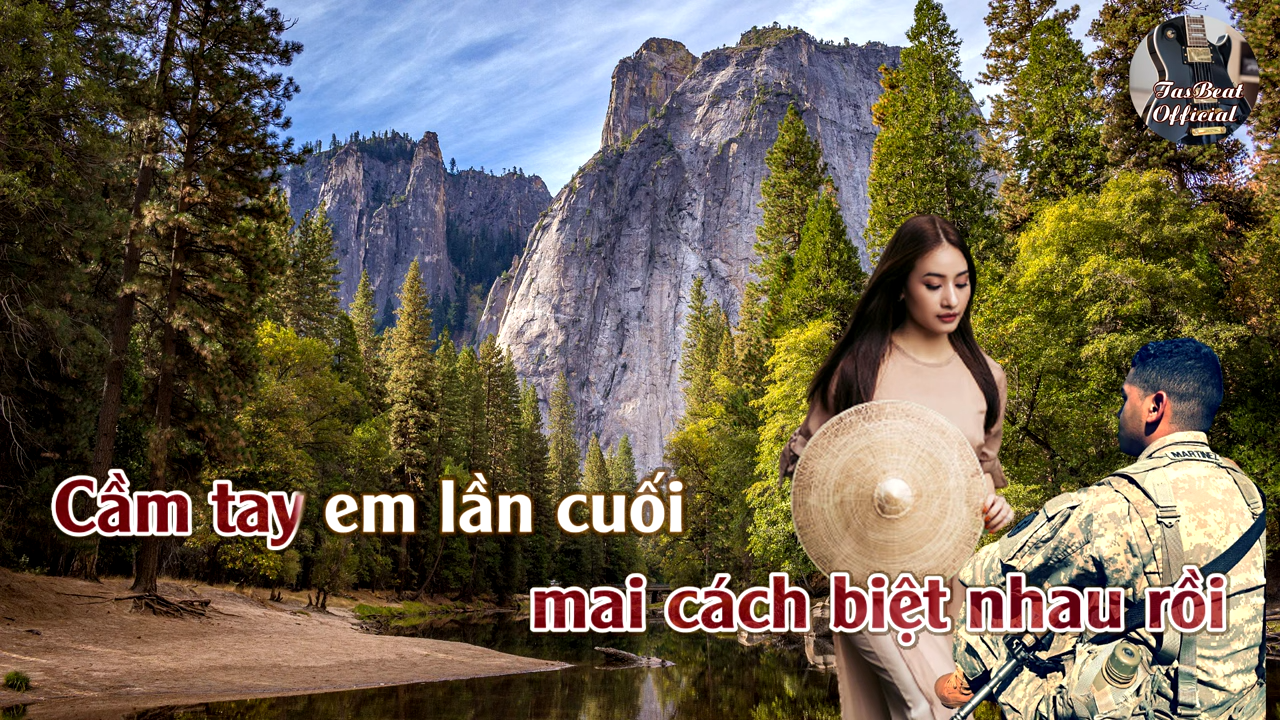 TasBeat
Official
MARTINEZ
Cầm tay em lần cuối
mai cách biệt nhau rồi